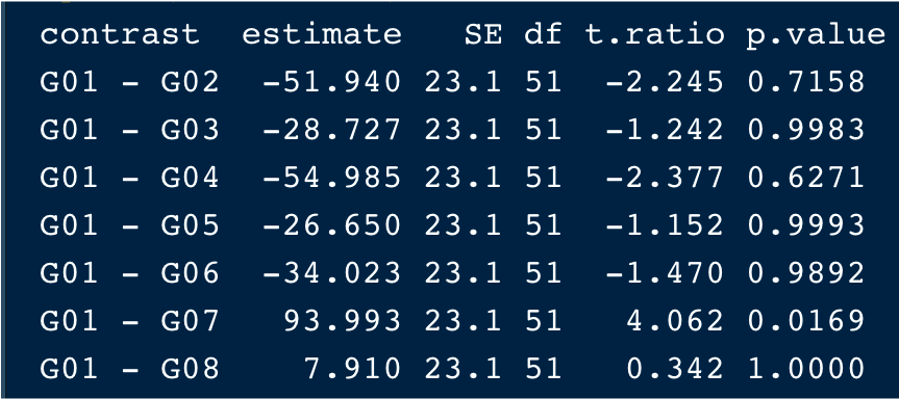 contrast estimate SE df t.ratio p.value
G01 - G02 -51.940 23.1 51 -2.245 0.7158
G01 - G03 -28.727 23.1 51 -1.242 0.9983
G01 - G04 -54.985 23.1 51 -2.377 0.6271
G01 - G05 -26.650 23.1 51 -1.152 0.9993
G01 - G06 -34.023 23.1 51 -1.470 0.9892
G01 - G07 93.993 23.1 51 4.062 0.0169
G01 - G08 7.910 23.1 51 0.342 1.0000